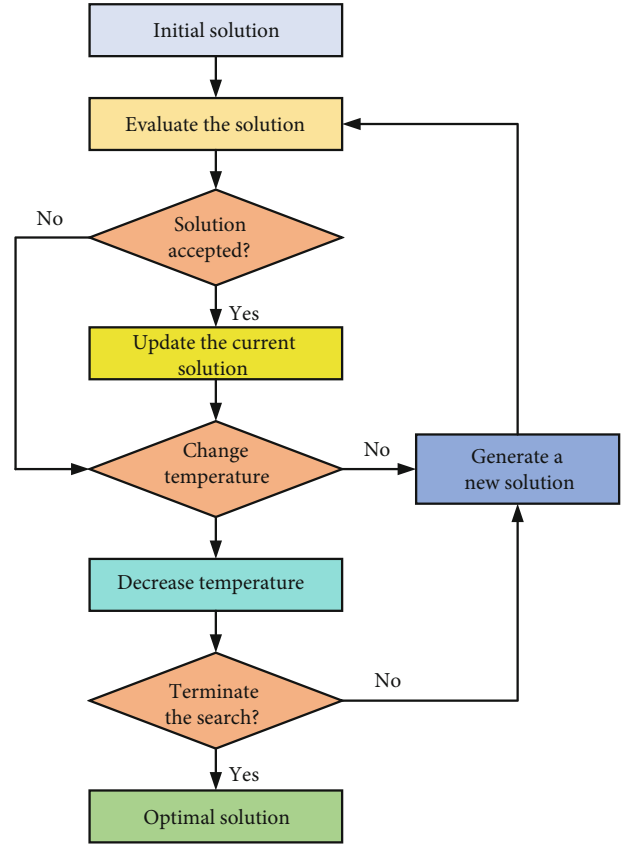 Initial solution
Evaluate the solution
No
Solution
accepted?
Yes
Update the current
solution
Change
temperature
No
Generate a
new solution
Decrease temperature
Terminate
the search?
No
Yes
Optimal solution